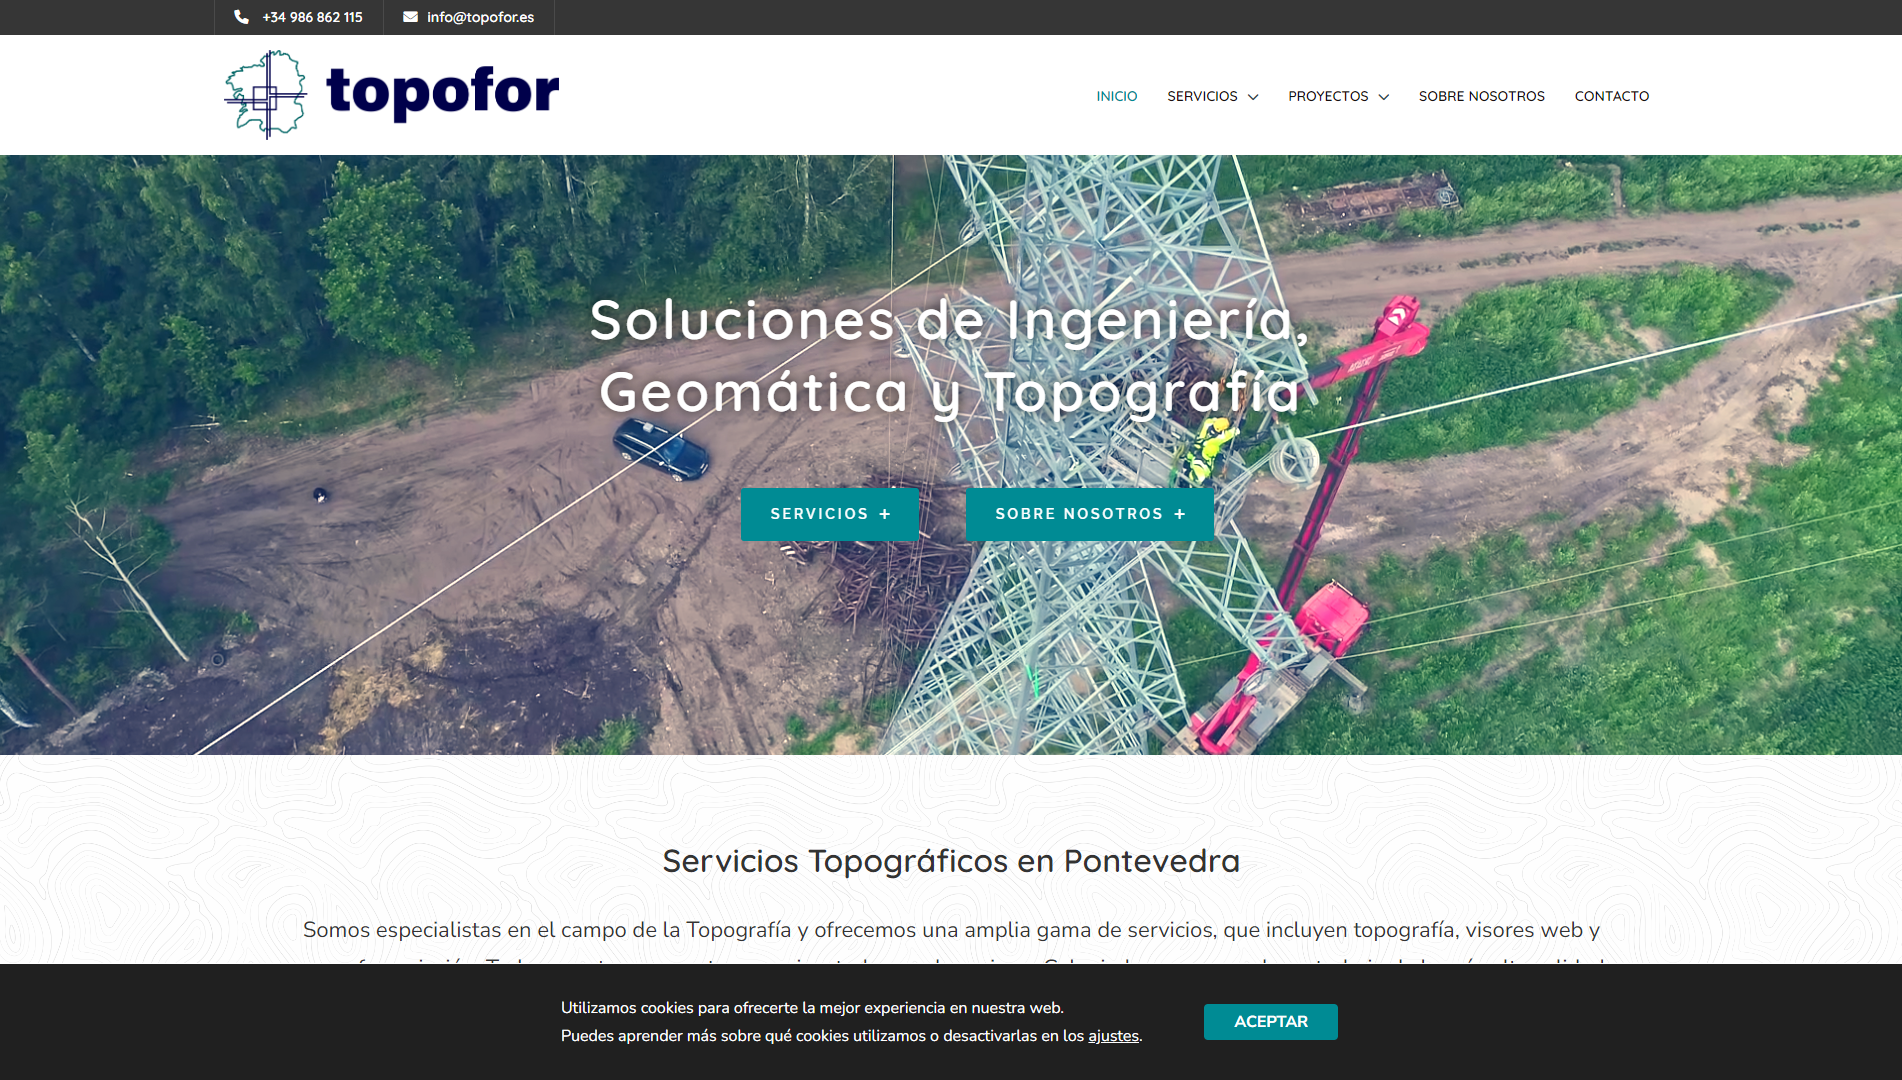 +34 986 862 115
info@topofor.es
topofor
INICIO
SERVICIOS
PROYECTOS
SOBRE NOSOTROS
CONTACTO
Soluciones de Ingeniería,
Geomática y Topografía
SERVICIOS +
SOBRE NOSOTROS +
Servicios Topográficos en Pontevedra
Somos especialistas en el campo de la Topografía y ofrecemos una amplia gama de servicios, que incluyen topografía, visores web y
Utilizamos cookies para ofrecerte la mejor experiencia en nuestra web.
Puedes aprender más sobre qué cookies utilizamos o desactivarlas en los ajustes.
ACEPTAR